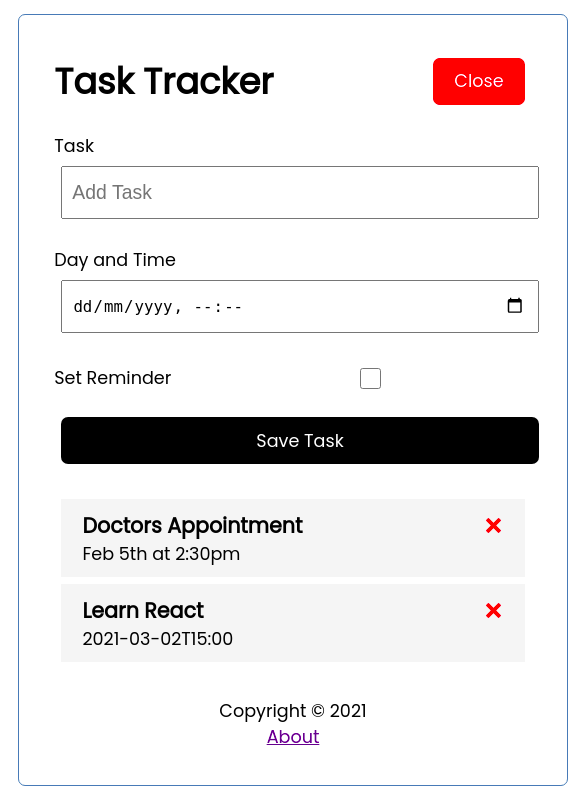 Task Tracker
Close
Task
Add Task
Day and Time
dd/mm/yyyy, --:--
Set Reminder
Save Task
Doctors Appointment
Feb 5th at 2:30pm
Learn React
2021-03-02T15:00
Copyright © 2021
About